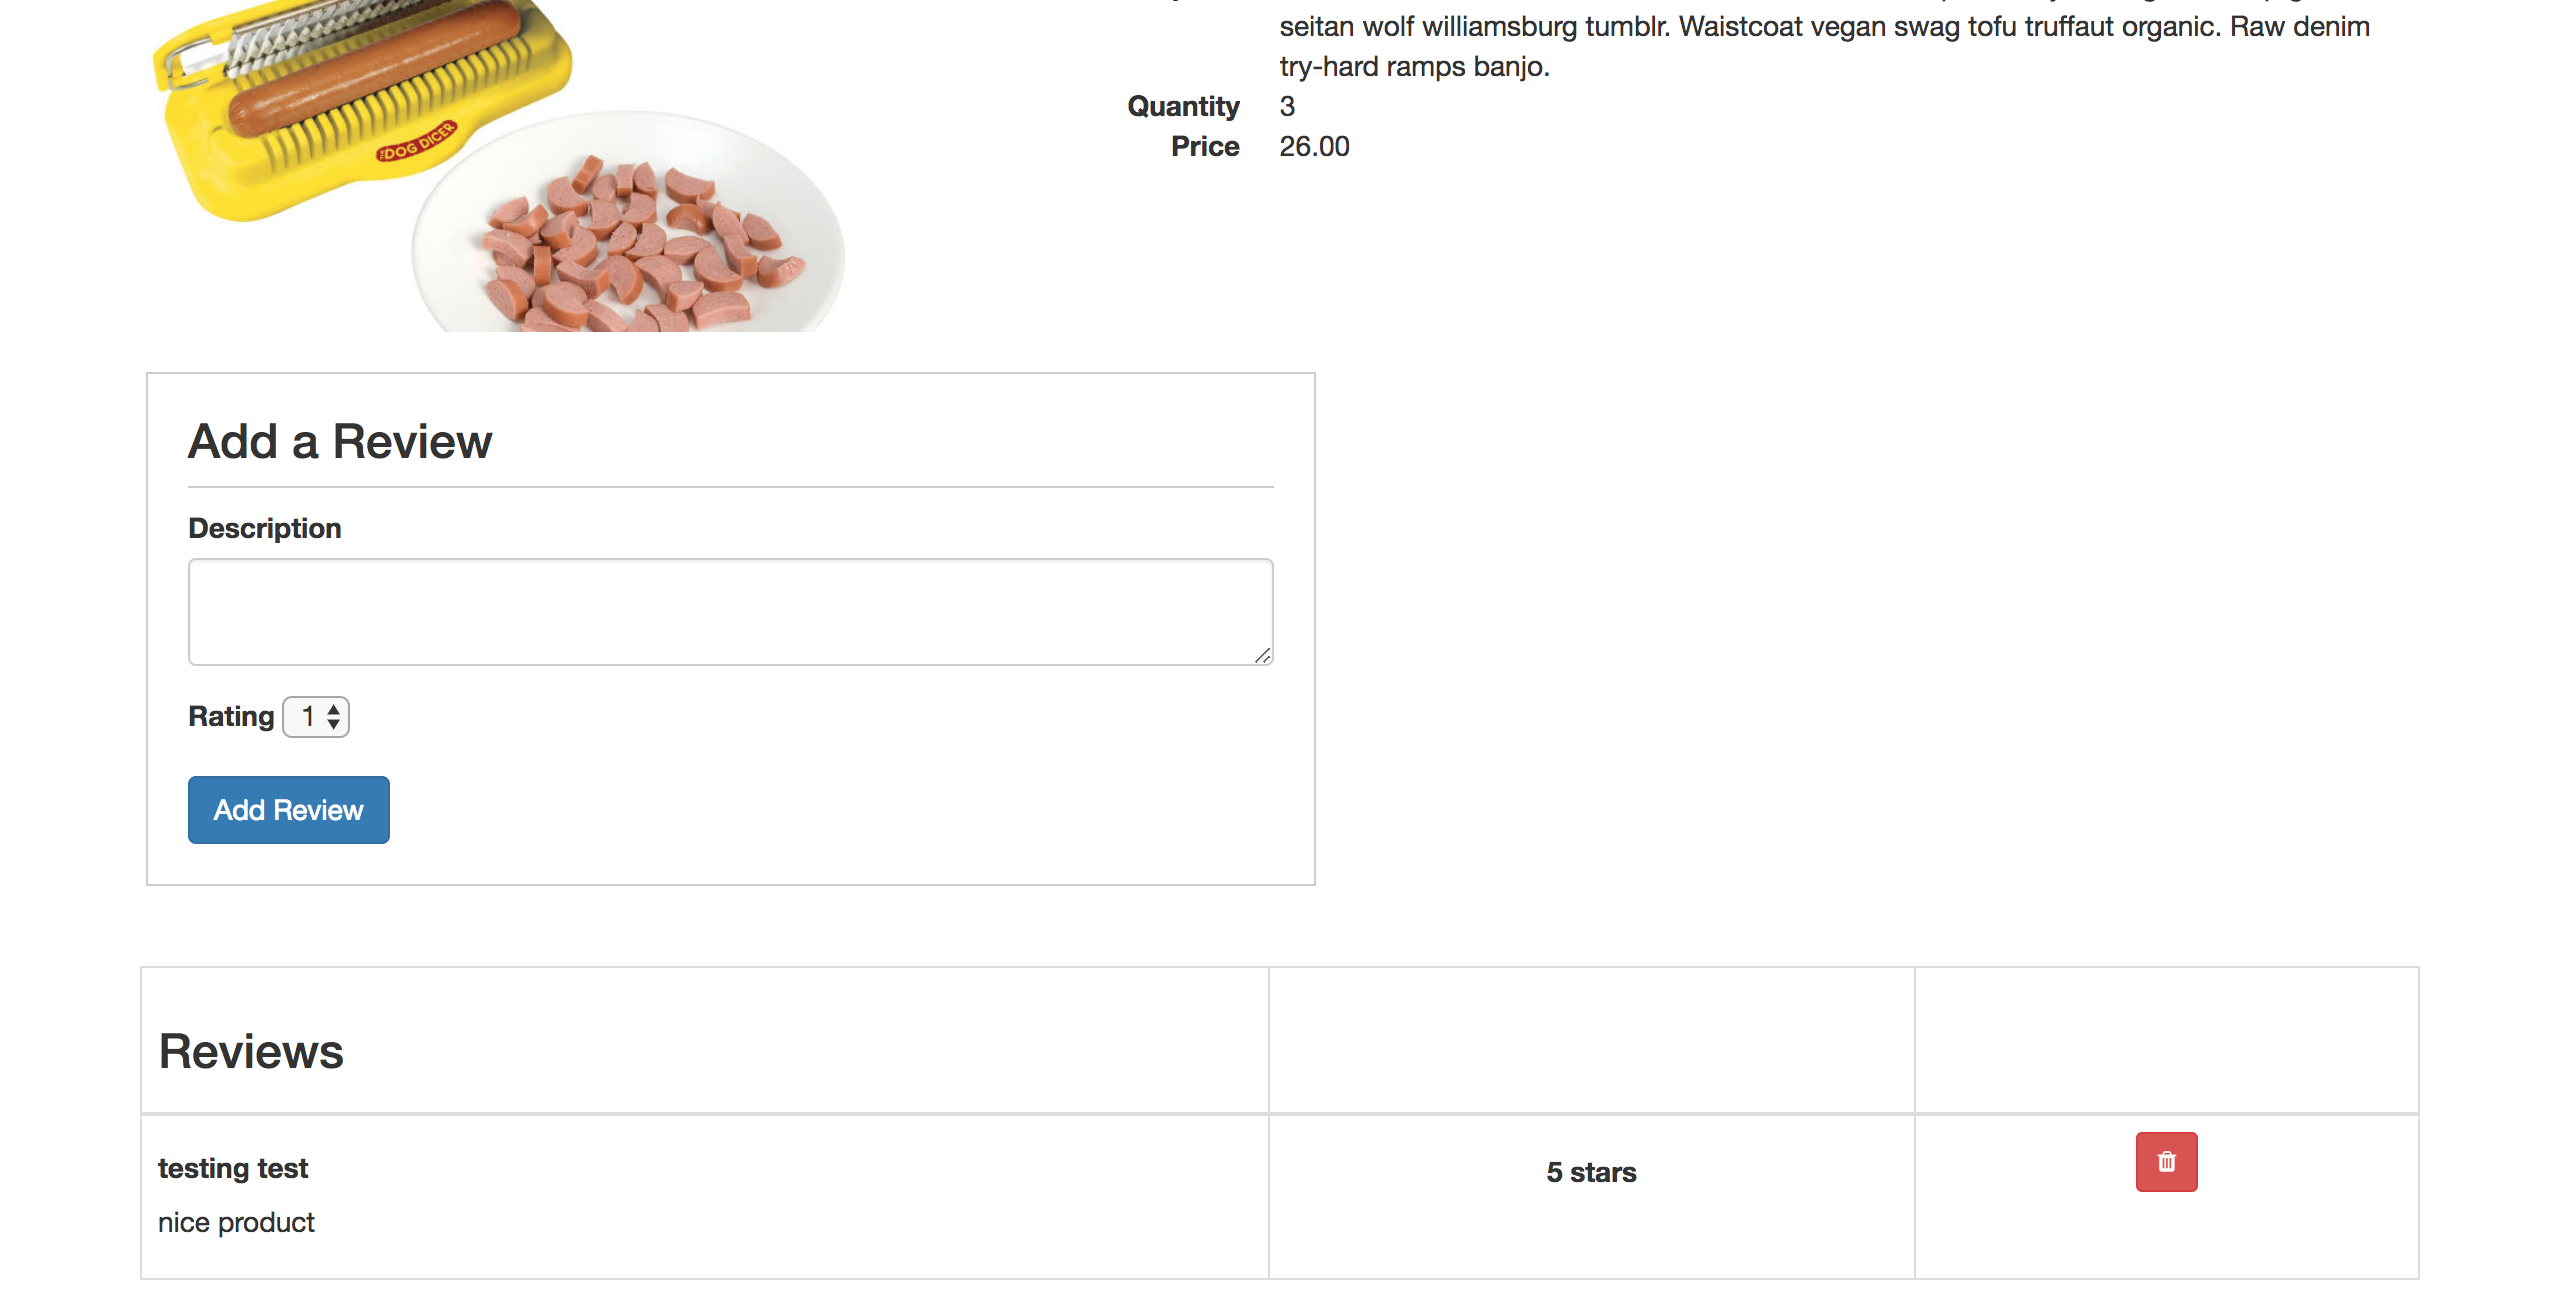 seitan wolf williamsburg tumblr. Waistcoat vegan swag tofu truffaut organic. Raw denim
try-hard ramps banjo.
Quantity 3
Price 26.00
DOG DICER
Add a Review
Description
Rating 1
Add Review
Reviews
testing test
5 stars
nice product